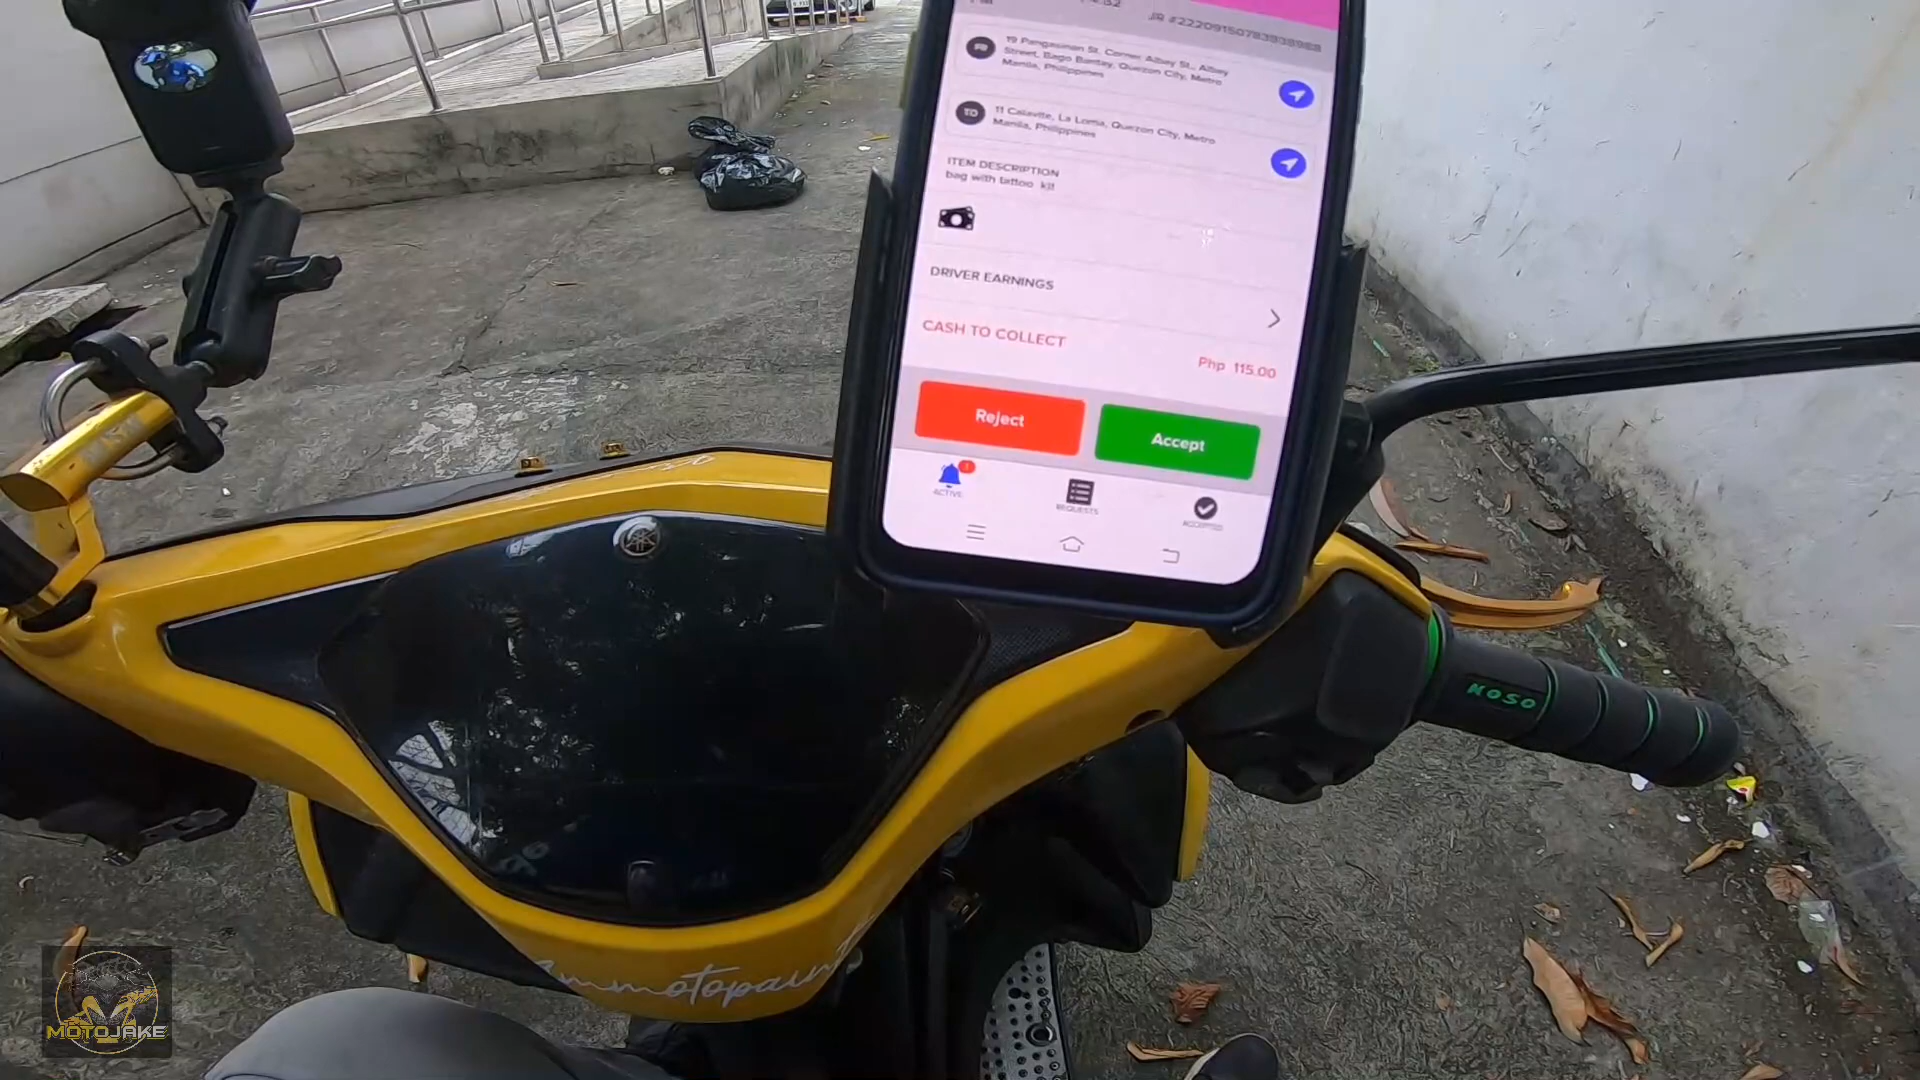 JR #22209150783938988
19 Pangasinan St. Corner Albay St., Albay
Street, Bago Bantay, Quezon City, Metro
Manila, Philippines
TO
11 Calavite, La Loma, Quezon City, Metro
Manila, Philippines
ITEM DESCRIPTION
bag with tattoo kit
DRIVER EARNINGS
CASH TO COLLECT
Php 115.00
Reject
Accept
ACTIVE
REQUESTS
ACCEPTED
KOSO
MOTOJAKE